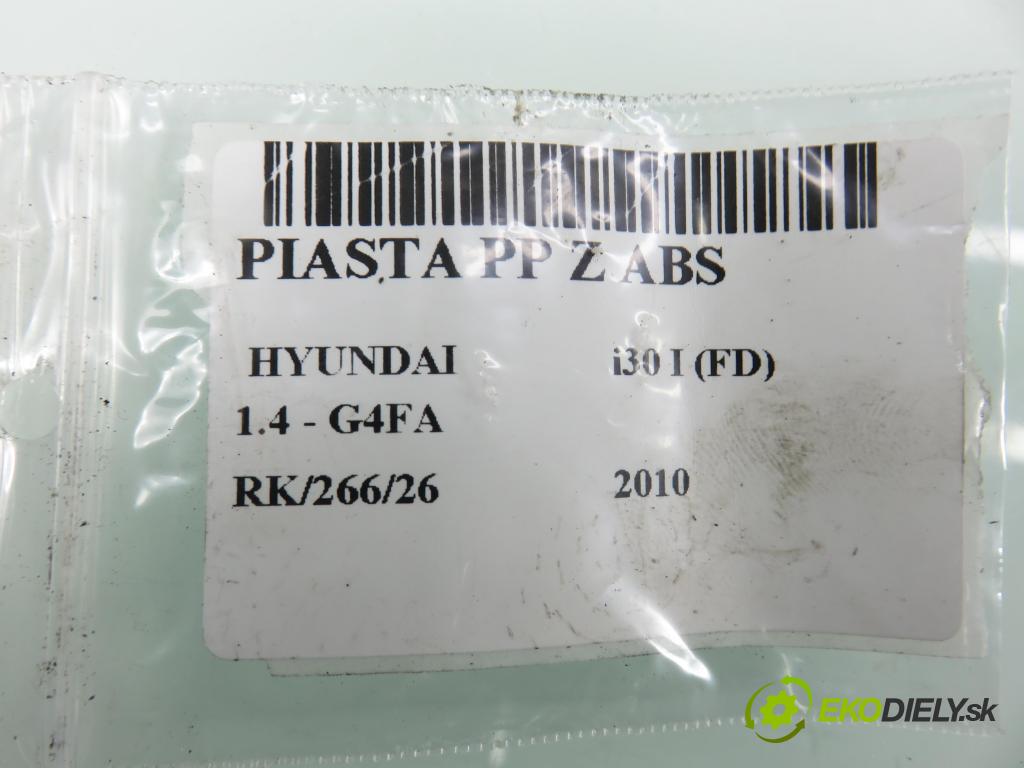 PIASTA PP Z ABS
HYUNDAI i30 I (FD)
1.4 - G4FA
RK/266/26 2010
EKODIELY.sk